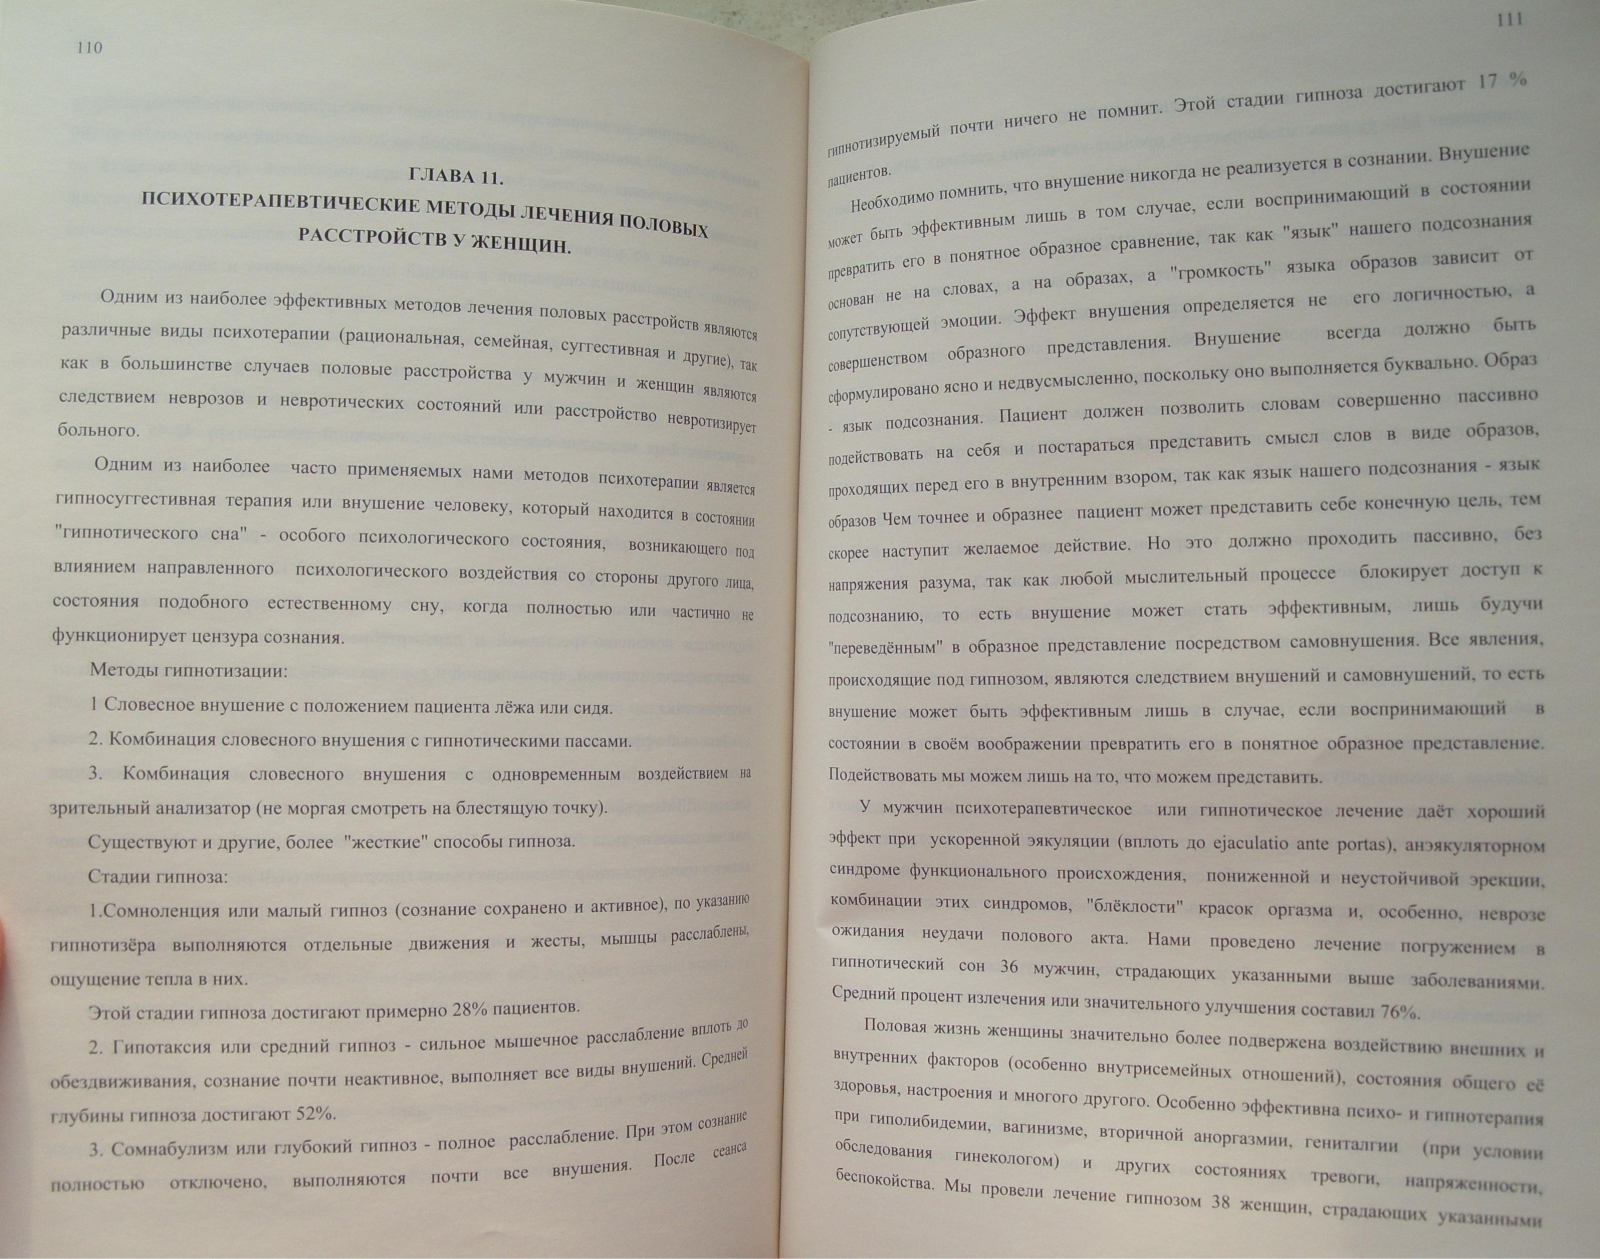 110
ГЛАВА 11.
ПСИХОТЕРАПЕВТИЧЕСКИЕ МЕТОДЫ ЛЕЧЕНИЯ ПОЛОВЫХ
РАССТРОЙСТВ У ЖЕНЩИН.
Одним из наиболее эффективных методов лечения половых расстройств являются
различные виды психотерапии (рациональная, семейная, суггестивная и другие), так
как в большинстве случаев половые расстройства у мужчин и женщин являются
следствием неврозов и невротических состояний или расстройство невротизирует
больного.
Одним из наиболее часто применяемых нами методов психотерапии является
гипносуггестивная терапия или внушение человеку, который находится в состоянии
"гипнотического сна" - особого психологического состояния, возникающего под
влиянием направленного психологического воздействия со стороны другого лица,
состояния подобного естественному сну, когда полностью или частично не
функционирует цензура сознания.
Методы гипнотизации:
1 Словесное внушение с положением пациента лёжа или сидя.
2. Комбинация словесного внушения с гипнотическими пассами.
3. Комбинация словесного внушения с одновременным воздействием на
зрительный анализатор (не моргая смотреть на блестящую точку).
Существуют и другие, более "жесткие" способы гипноза.
Стадии гипноза:
1.Сомноленция или малый гипноз (сознание сохранено и активное), по указанию
гипнотизёра выполняются отдельные движения и жесты, мышцы расслаблены,
ощущение тепла в них.
Этой стадии гипноза достигают примерно 28% пациентов.
2. Гипотаксия или средний гипноз - сильное мышечное расслабление вплоть до
обездвиживания, сознание почти неактивное, выполняет все виды внушений. Средней
глубины гипноза достигают 52%.
3. Сомнабулизм или глубокий гипноз - полное расслабление. При этом сознание
полностью отключено, выполняются почти все внушения. После сеанса
111
гипнотизируемый почти ничего не помнит. Этой стадии гипноза достигают 17 %
пациентов.
Необходимо помнить, что внушение никогда не реализуется в сознании. Внушение
может быть эффективным лишь в том случае, если воспринимающий в состоянии
превратить его в понятное образное сравнение, так как "язык" нашего подсознания
основан не на словах, а на образах, а "громкость" языка образов зависит от
сопутствующей эмоции. Эффект внушения определяется не его логичностью, а
совершенством образного представления. Внушение всегда должно быть
сформулировано ясно и недвусмысленно, поскольку оно выполняется буквально. Образ
- язык подсознания. Пациент должен позволить словам совершенно пассивно
подействовать на себя и постараться представить смысл слов в виде образов,
проходящих перед его в внутренним взором, так как язык нашего подсознания - язык
образов Чем точнее и образнее пациент может представить себе конечную цель, тем
скорее наступит желаемое действие. Но это должно проходить пассивно, без
напряжения разума, так как любой мыслительный процессе блокирует доступ к
подсознанию, то есть внушение может стать эффективным, лишь будучи
"переведённым" в образное представление посредством самовнушения. Все явления,
происходящие под гипнозом, являются следствием внушений и самовнушений, то есть
внушение может быть эффективным лишь в случае, если воспринимающий в
состоянии в своём воображении превратить его в понятное образное представление.
Подействовать мы можем лишь на то, что можем представить.
У мужчин психотерапевтическое или гипнотическое лечение даёт хороший
эффект при ускоренной эякуляции (вплоть до ejaculatio ante portas), анэякуляторном
синдроме функционального происхождения, пониженной и неустойчивой эрекции,
комбинации этих синдромов, "блёклости" красок оргазма и, особенно, неврозе
ожидания неудачи полового акта. Нами проведено лечение погружением в
гипнотический сон 36 мужчин, страдающих указанными выше заболеваниями.
Средний процент излечения или значительного улучшения составил 76%.
Половая жизнь женщины значительно более подвержена воздействию внешних и
внутренних факторов (особенно внутрисемейных отношений), состояния общего её
здоровья, настроения и многого другого. Особенно эффективна психо- и гипнотерапия
при гиполибидемии, вагинизме, вторичной аноргазмии, гениталгии (при условии
обследования гинекологом) и других состояниях тревоги, напряженности,
беспокойства. Мы провели лечение гипнозом 38 женщин, страдающих указанными